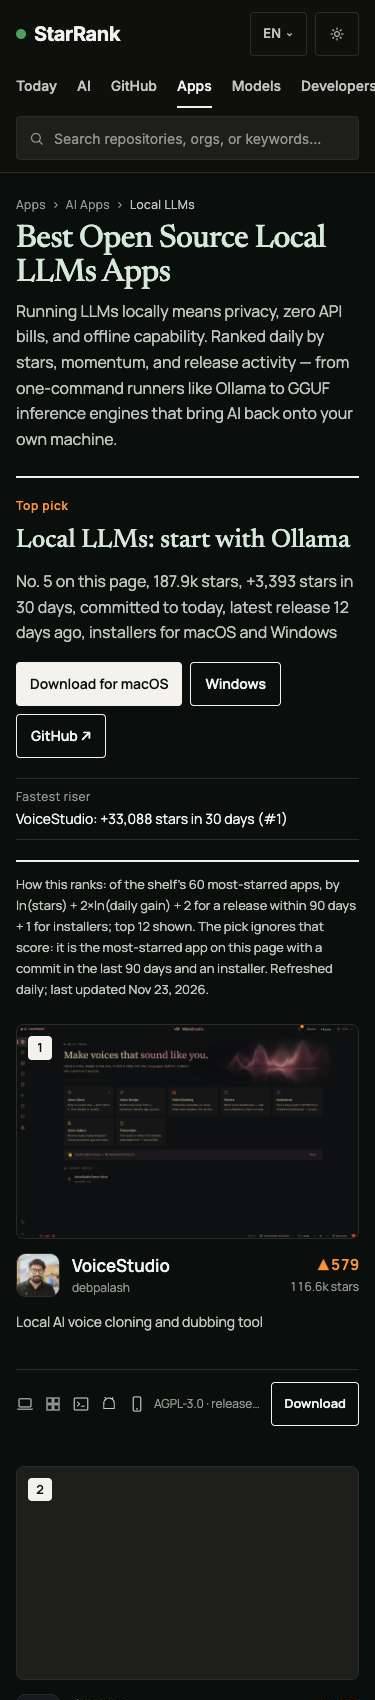 StarRank
EN
Today AI GitHub Apps Models Developers
Search repositories, orgs, or keywords...
Apps > AI Apps > Local LLMs
Best Open Source Local
LLMs Apps
Running LLMs locally means privacy, zero API
bills, and offline capability. Ranked daily by
stars, momentum, and release activity — from
one-command runners like Ollama to GGUF
inference engines that bring AI back onto your
own machine.
Top pick
Local LLMs: start with Ollama
No. 5 on this page, 187.9k stars, +3,393 stars in
30 days, committed to today, latest release 12
days ago, installers for macOS and Windows
Download for macOS
Windows
GitHub ↗
Fastest riser
VoiceStudio: +33,088 stars in 30 days (#1)
How this ranks: of the shelf's 60 most-starred apps, by
ln(stars) + 2×ln(daily gain) + 2 for a release within 90 days
+ 1 for installers; top 12 shown. The pick ignores that
score: it is the most-starred app on this page with a
commit in the last 90 days and an installer. Refreshed
daily; last updated Nov 23, 2026.
1
Make voices that sound like you.
VoiceStudio
▲579
debpalash
116.6k stars
Local AI voice cloning and dubbing tool
AGPL-3.0 · release...
Download
2